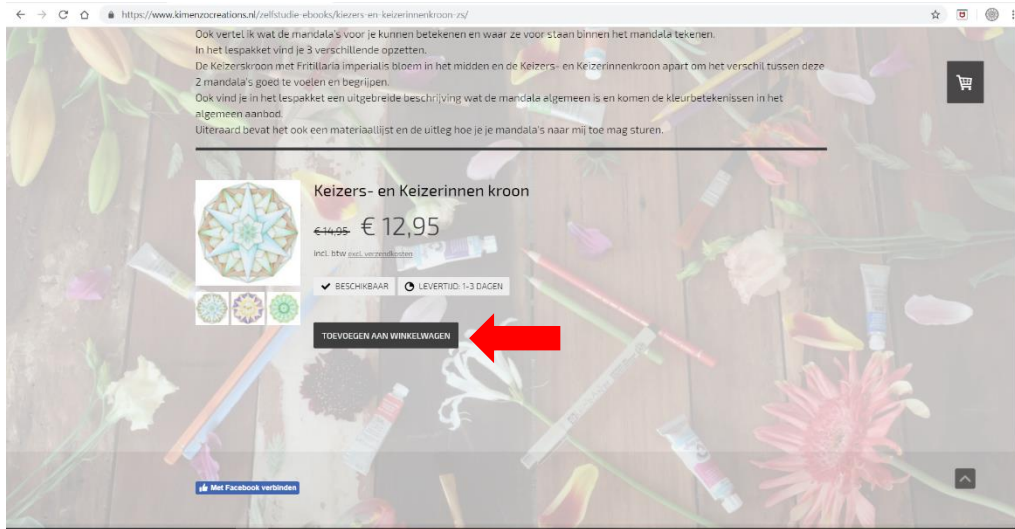 https://www.kimenzocreations.nl/zelfstudie-ebooks/kiezers-en-keizerinnenkroon-zs/
Ook vertel ik wat de mandala's voor je kunnen betekenen en waar ze voor staan binnen het mandala tekenen.
In het lespakket vind je 3 verschillende opzetten.
De Keizerskroon met Fritillaria imperialis bloem in het midden en de Keizers- en Keizerinnenkroon apart om het verschil tussen deze
2 mandala's goed te voelen en begrijpen.
Ook vind je in het lespakket een uitgebreide beschrijving wat de mandala algemeen is en komen de kleurbetekenissen in het
algemeen aanbod.
Uiteraard bevat het ook een materiaallijst en de uitleg hoe je je mandala's naar mij toe mag sturen.
Keizers- en Keizerinnen kroon
€ 14,95 € 12,95
incl. btw excl. verzendkosten
BESCHIKBAAR LEVERTIJD: 1-3 DAGEN
TOEVOEGEN AAN WINKELWAGEN
Met Facebook verbinden